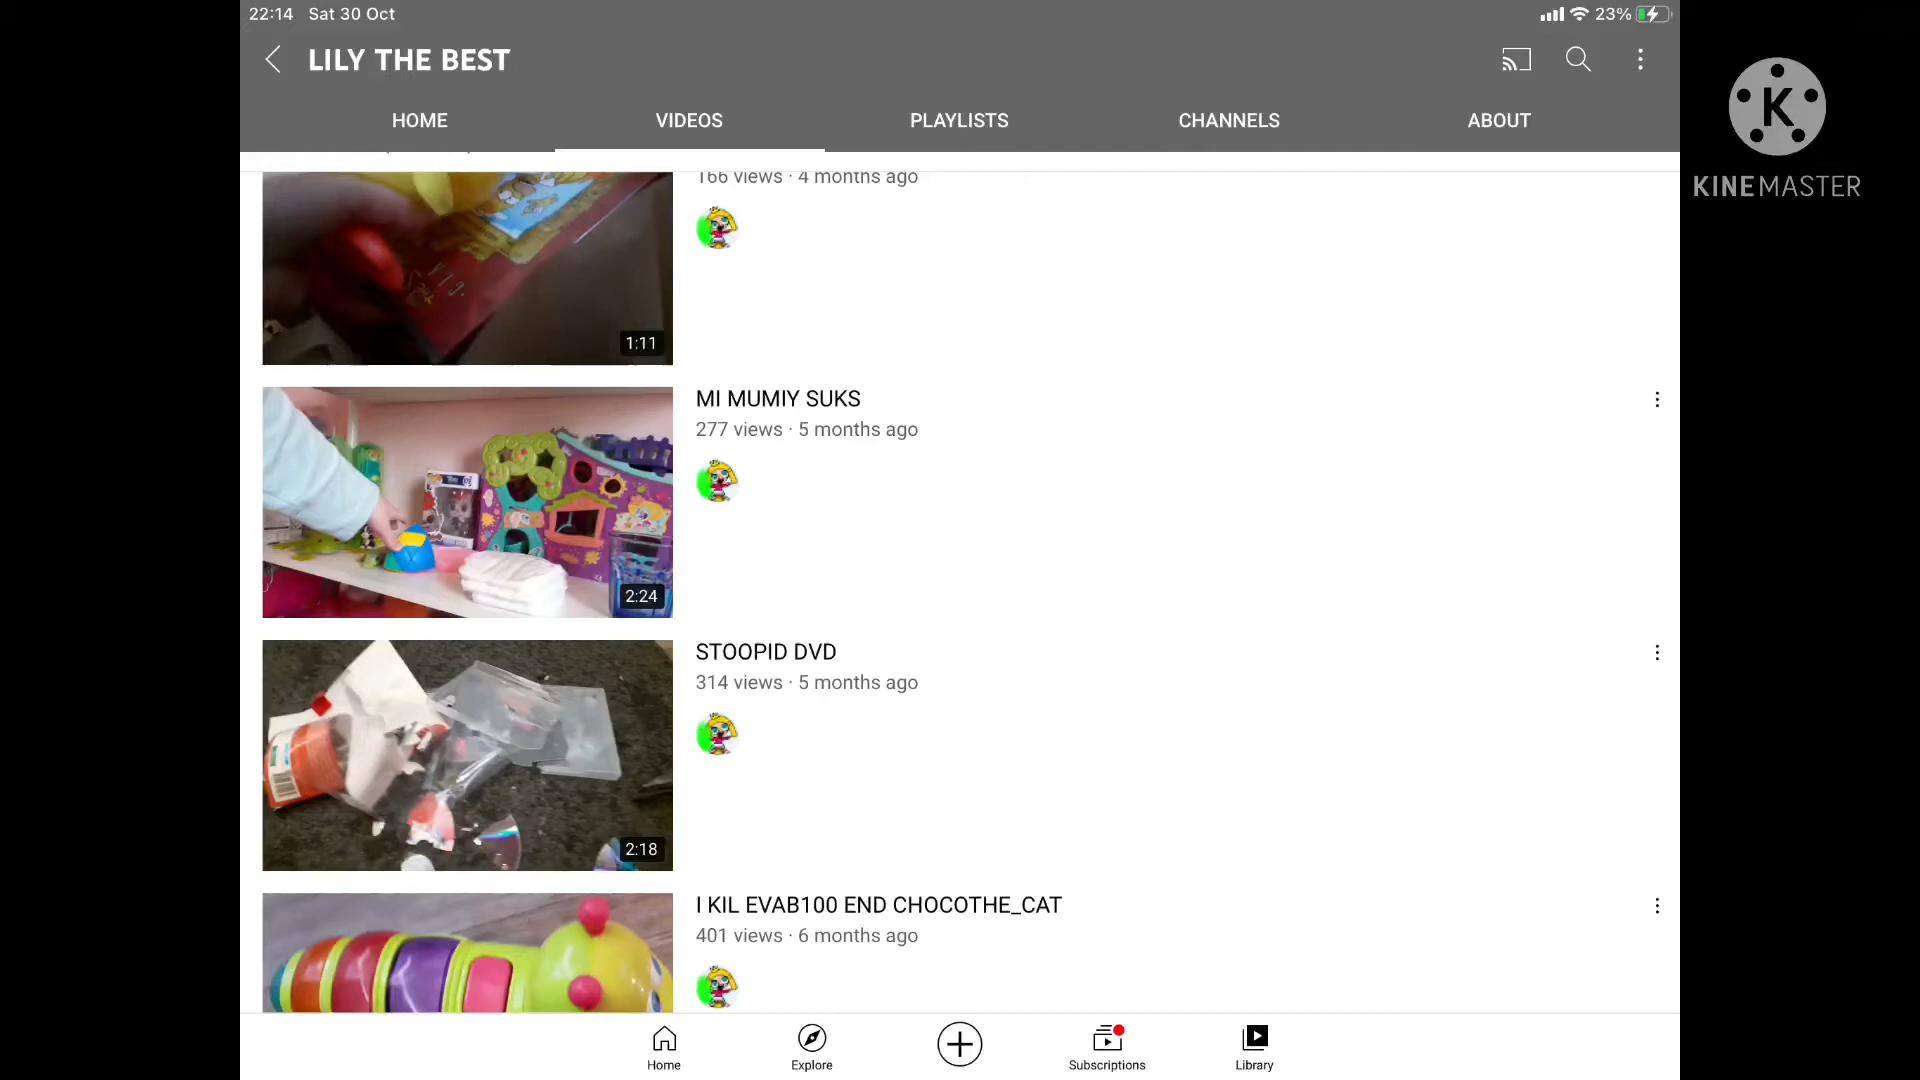 22:14 Sat 30 Oct
23%
LILY THE BEST
HOME VIDEOS PLAYLISTS CHANNELS ABOUT
K
KINEMASTER
166 views · 4 months ago
1:11
MI MUMIY SUKS
277 views · 5 months ago
2:24
STOOPID DVD
314 views · 5 months ago
2:18
I KIL EVAB100 END CHOCOTHE_CAT
401 views · 6 months ago
Home Explore Subscriptions Library